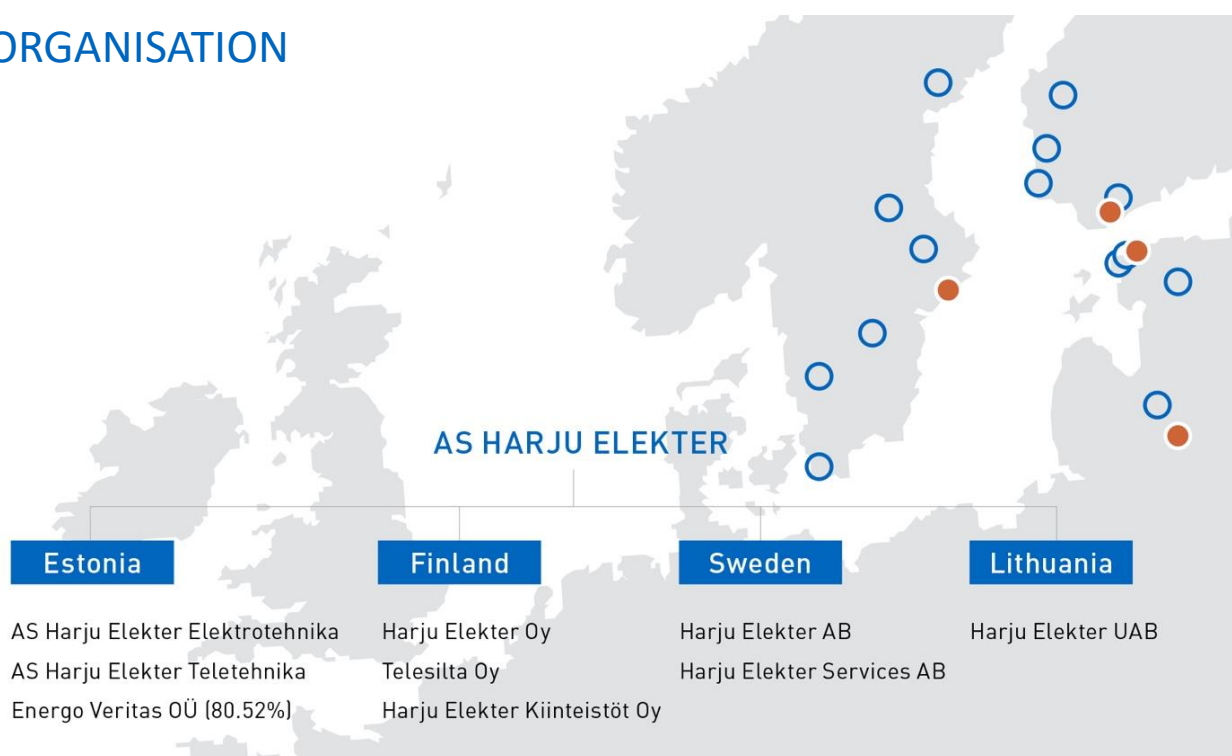 ORGANISATION
AS HARJU ELEKTER
Estonia
AS Harju Elekter Elektrotehnika
AS Harju Elekter Teletehnika
Energo Veritas OÜ (80.52%)
Finland
Harju Elekter Oy
Telesilta Oy
Harju Elekter Kiinteistöt Oy
Sweden
Harju Elekter AB
Harju Elekter Services AB
Lithuania
Harju Elekter UAB